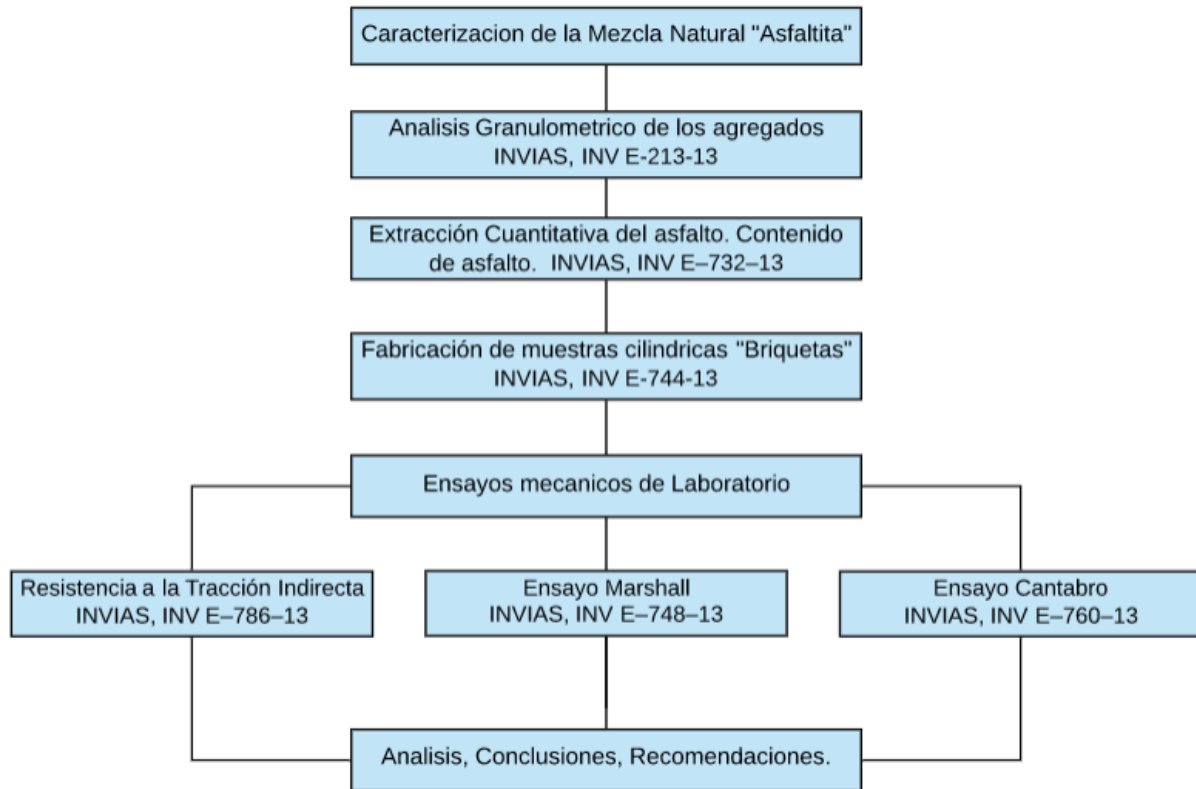 Caracterizacion de la Mezcla Natural "Asfaltita"
Analisis Granulometrico de los agregados
INVIAS, INV E-213-13
Extracción Cuantitativa del asfalto. Contenido
de asfalto. INVIAS, INV E–732–13
Fabricación de muestras cilindricas "Briquetas"
INVIAS, INV E-744-13
Ensayos mecanicos de Laboratorio
Resistencia a la Tracción Indirecta
INVIAS, INV E–786–13
Ensayo Marshall
INVIAS, INV E–748–13
Ensayo Cantabro
INVIAS, INV E–760–13
Analisis, Conclusiones, Recomendaciones.